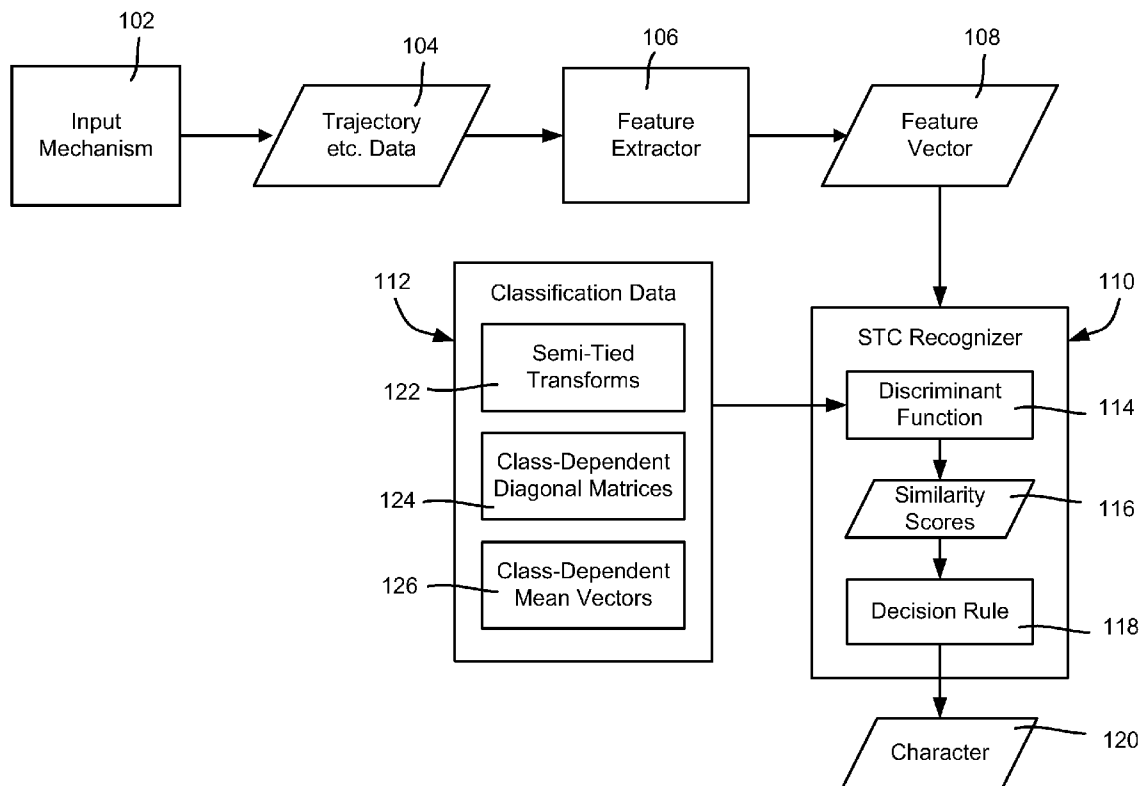 102
104
106
108
Input
Mechanism
Trajectory
etc. Data
Feature
Extractor
Feature
Vector
112
Classification Data
110
STC Recognizer
Semi-Tied
Transforms
122
Discriminant
Function
114
Class-Dependent
Diagonal Matrices
124
Similarity
Scores
116
Class-Dependent
Mean Vectors
126
Decision Rule
118
Character
120